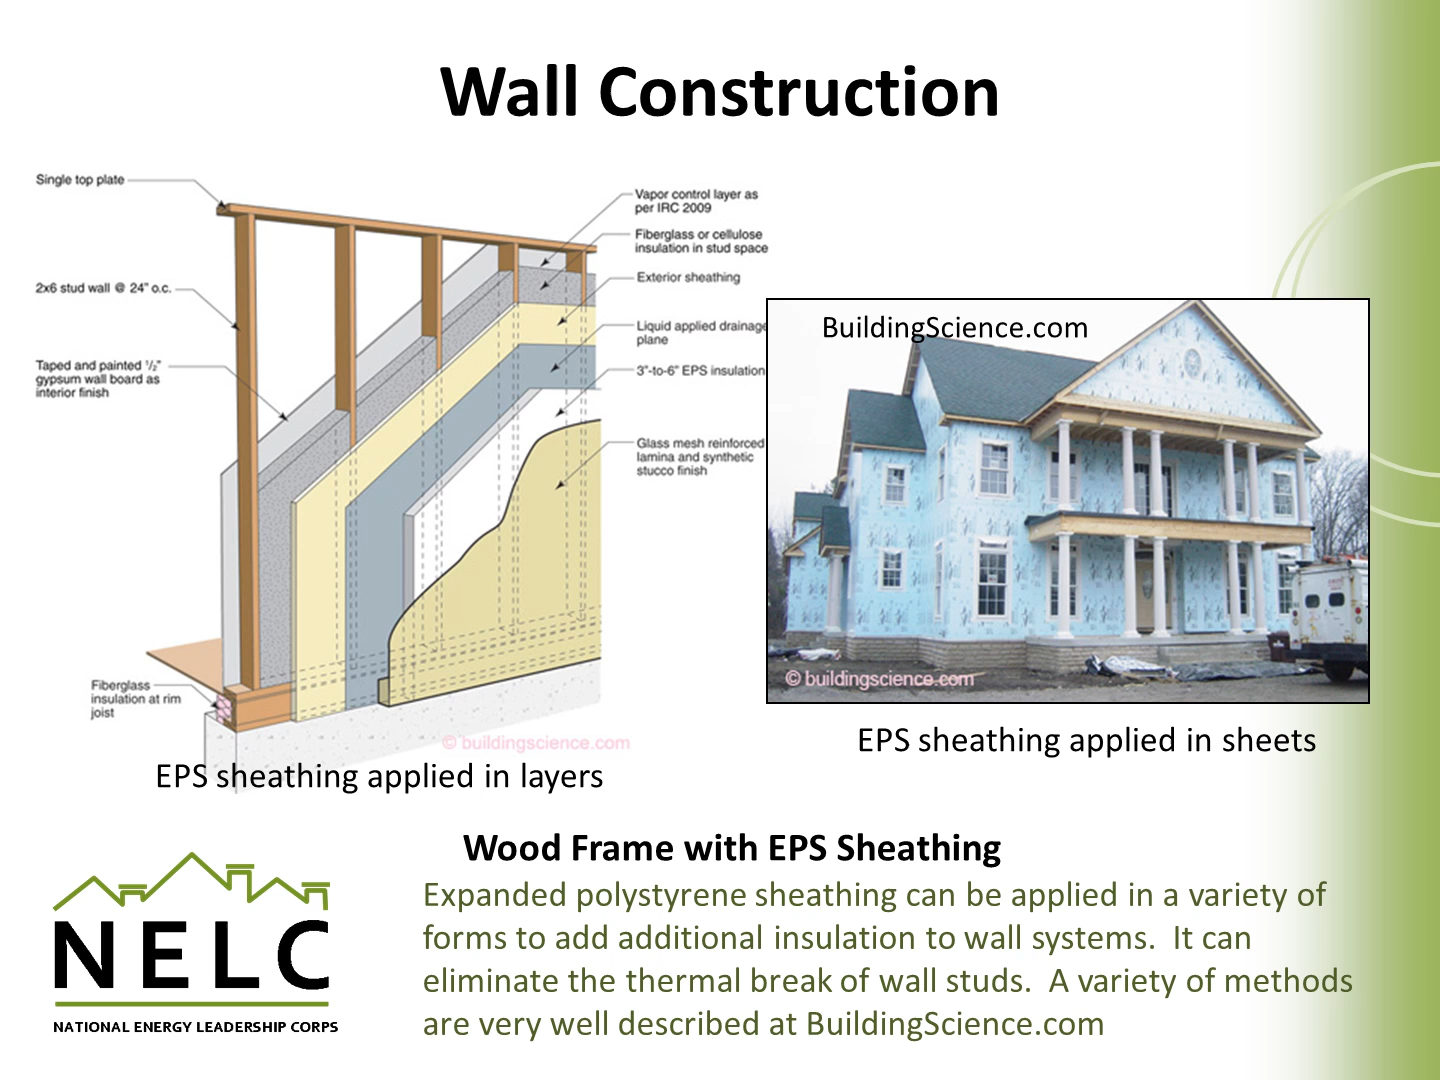 Wall Construction
Single top plate
2x6 stud wall @ 24" o.c.
Taped and painted 1/2"
gypsum wall board as
interior finish
Fiberglass
insulation at rim
joist
Vapor control layer as
per IRC 2009
Fiberglass or cellulose
insulation in stud space
Exterior sheathing
Liquid applied drainage
plane
3"-to-6" EPS insulation
Glass mesh reinforced
lamina and synthetic
stucco finish
© buildingscience.com
EPS sheathing applied in layers
BuildingScience.com
© buildingscience.com
EPS sheathing applied in sheets
Wood Frame with EPS Sheathing
Expanded polystyrene sheathing can be applied in a variety of
forms to add additional insulation to wall systems.  It can
eliminate the thermal break of wall studs.  A variety of methods
are very well described at BuildingScience.com
NELC
NATIONAL ENERGY LEADERSHIP CORPS